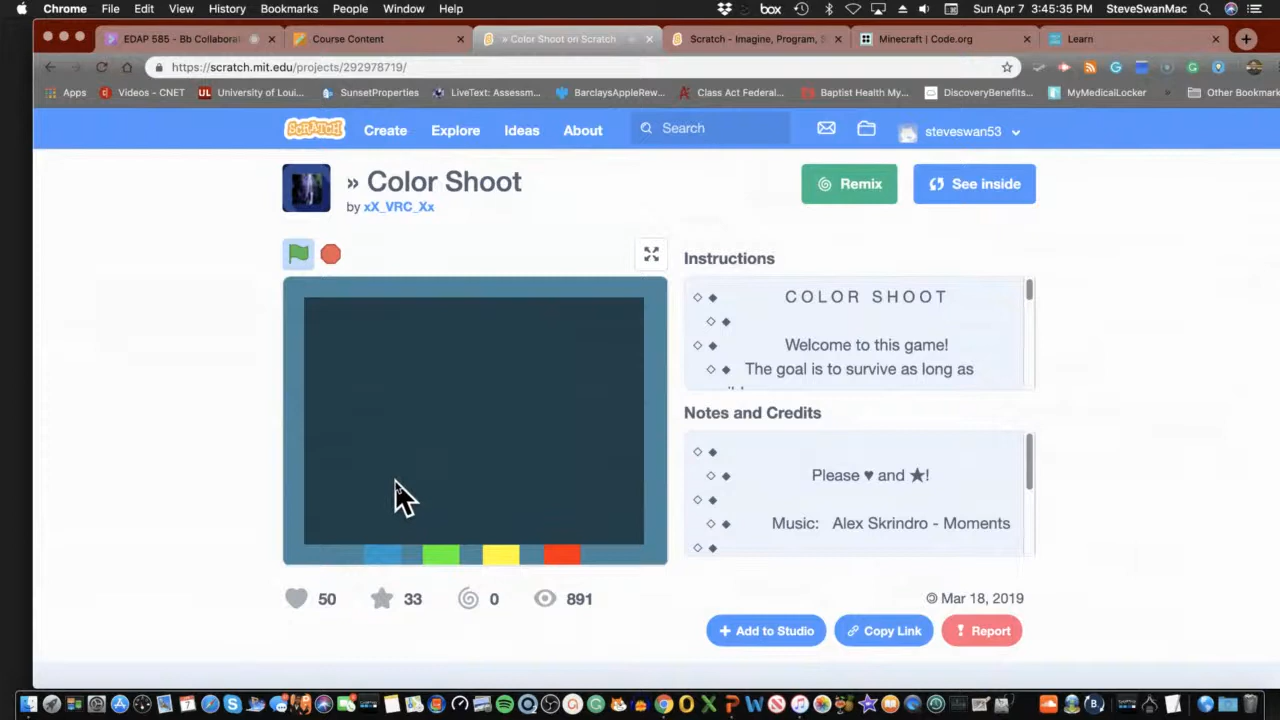 Chrome File Edit View History Bookmarks People Window Help box Sun Apr 7 3:45:35 PM SteveSwanMac
EDAP 585 - Bb Collabora Course Content » Color Shoot on Scratch Scratch - Imagine, Program, S Minecraft | Code.org Learn
https://scratch.mit.edu/projects/292978719/
Apps Videos - CNET University of Loui... SunsetProperties LiveText: Assessm... BarclaysAppleRew... Class Act Federal... Baptist Health My... DiscoveryBenefits... MyMedicalLocker » Other Bookmark
SCRATCH Create Explore Ideas About Search steveswan53
» Color Shoot
by xX_VRC_Xx
Remix See inside
Instructions
COLOR SHOOT
Welcome to this game!
The goal is to survive as long as
Notes and Credits
Please ♥ and ★!
Music: Alex Skrindro - Moments
50 33 0 891
Mar 18, 2019
Add to Studio Copy Link Report